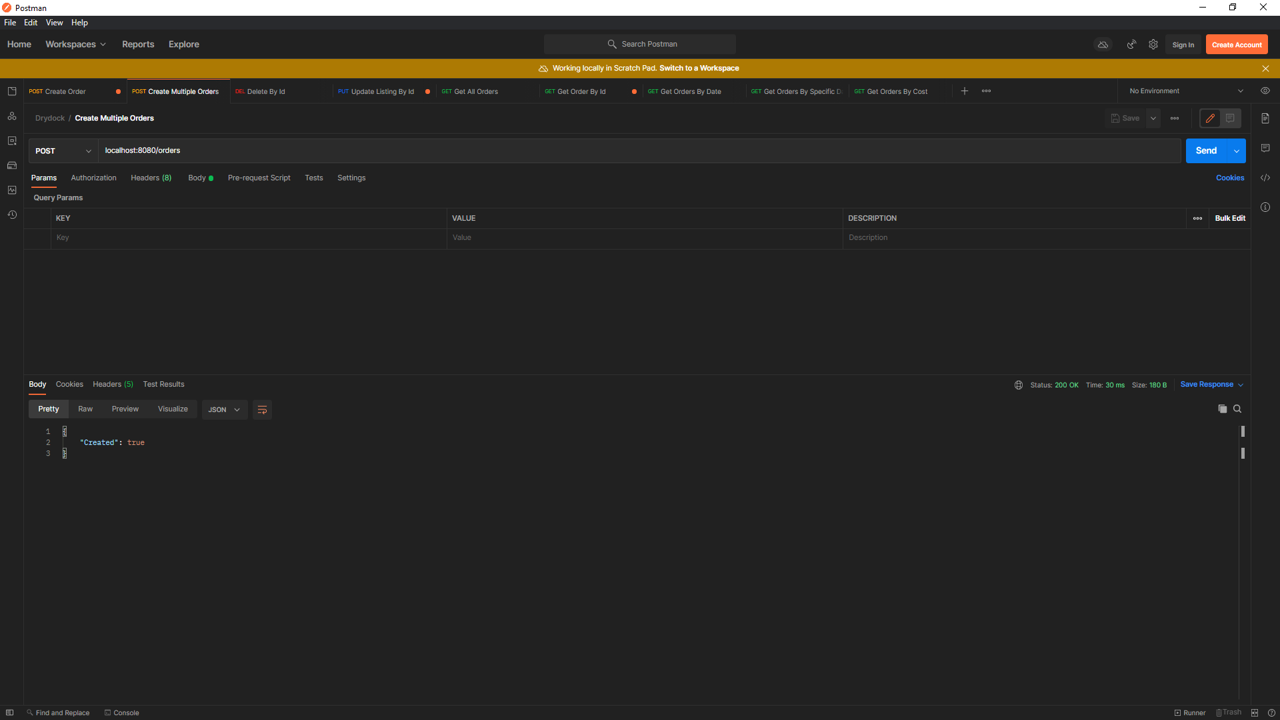 Postman
File Edit View Help
Home Workspaces Reports Explore Search Postman Sign In Create Account
Working locally in Scratch Pad. Switch to a Workspace
POST Create Order POST Create Multiple Orders DEL Delete By Id PUT Update Listing By Id GET Get All Orders GET Get Order By Id GET Get Orders By Date GET Get Orders By Specific D GET Get Orders By Cost No Environment
Drydock / Create Multiple Orders Save
POST localhost:8080/orders Send
Params Authorization Headers (8) Body Pre-request Script Tests Settings Cookies
Query Params
KEY VALUE DESCRIPTION Bulk Edit
Key Value Description
Body Cookies Headers (5) Test Results Status: 200 OK Time: 30 ms Size: 180 B Save Response
Pretty Raw Preview Visualize JSON
1 {
2 "Created": true
3 }
Find and Replace Console Runner Trash